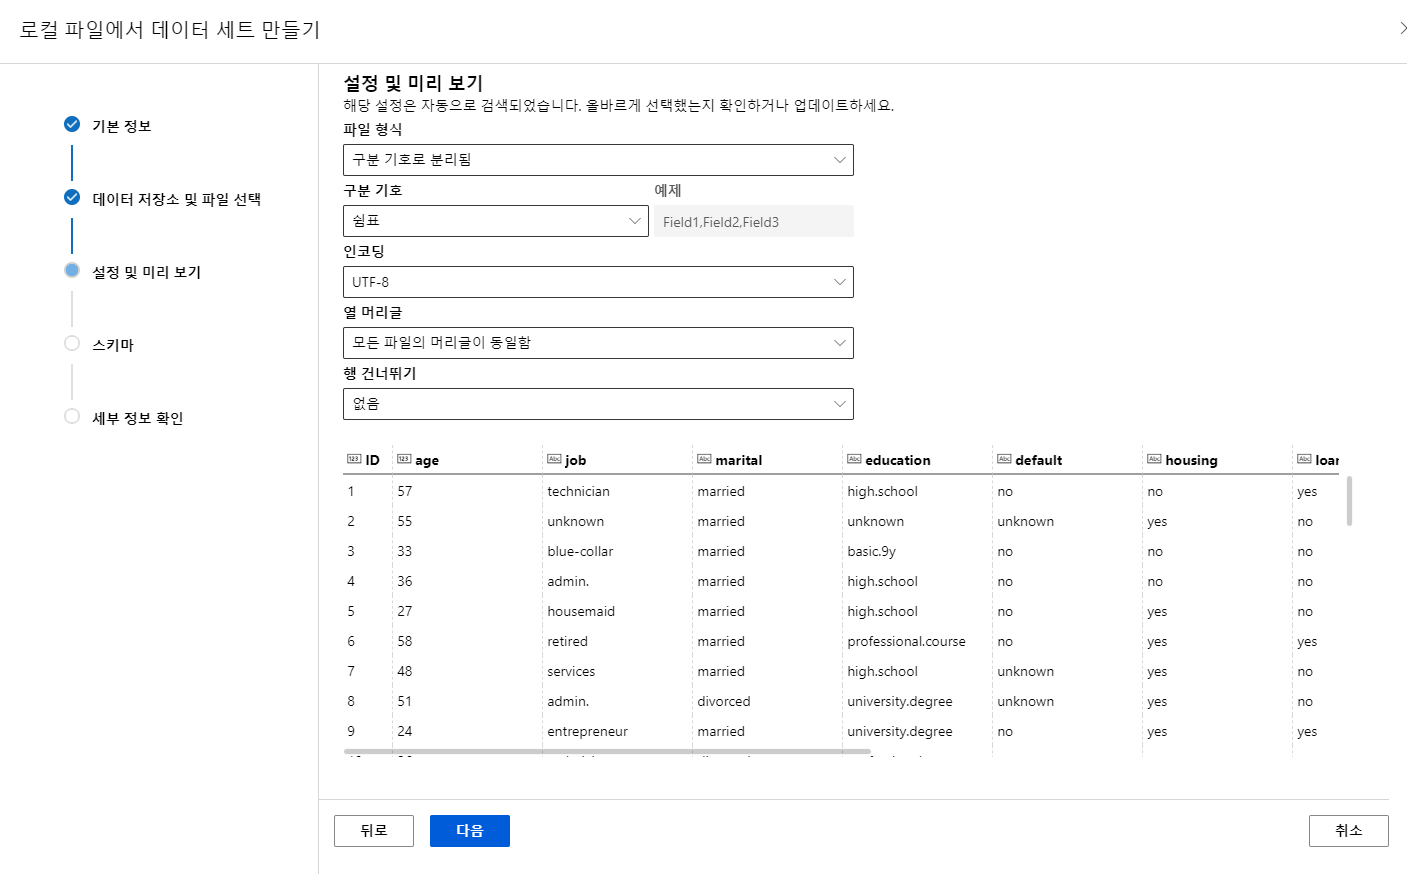 로컬 파일에서 데이터 세트 만들기
기본 정보
데이터 저장소 및 파일 선택
설정 및 미리 보기
스키마
세부 정보 확인
설정 및 미리 보기
해당 설정은 자동으로 검색되었습니다. 올바르게 선택했는지 확인하거나 업데이트하세요.
파일 형식
구분 기호로 분리됨
구분 기호 예제
쉼표 Field1,Field2,Field3
인코딩
UTF-8
열 머리글
모든 파일의 머리글이 동일함
행 건너뛰기
없음
123 ID 123 age Abc job Abc marital Abc education Abc default Abc housing Abc loan
1 57 technician married high.school no no yes
2 55 unknown married unknown unknown yes no
3 33 blue-collar married basic.9y no no no
4 36 admin. married high.school no no no
5 27 housemaid married high.school no yes no
6 58 retired married professional.course no yes yes
7 48 services married high.school unknown yes no
8 51 admin. divorced university.degree unknown yes no
9 24 entrepreneur married university.degree no yes yes
뒤로 다음 취소